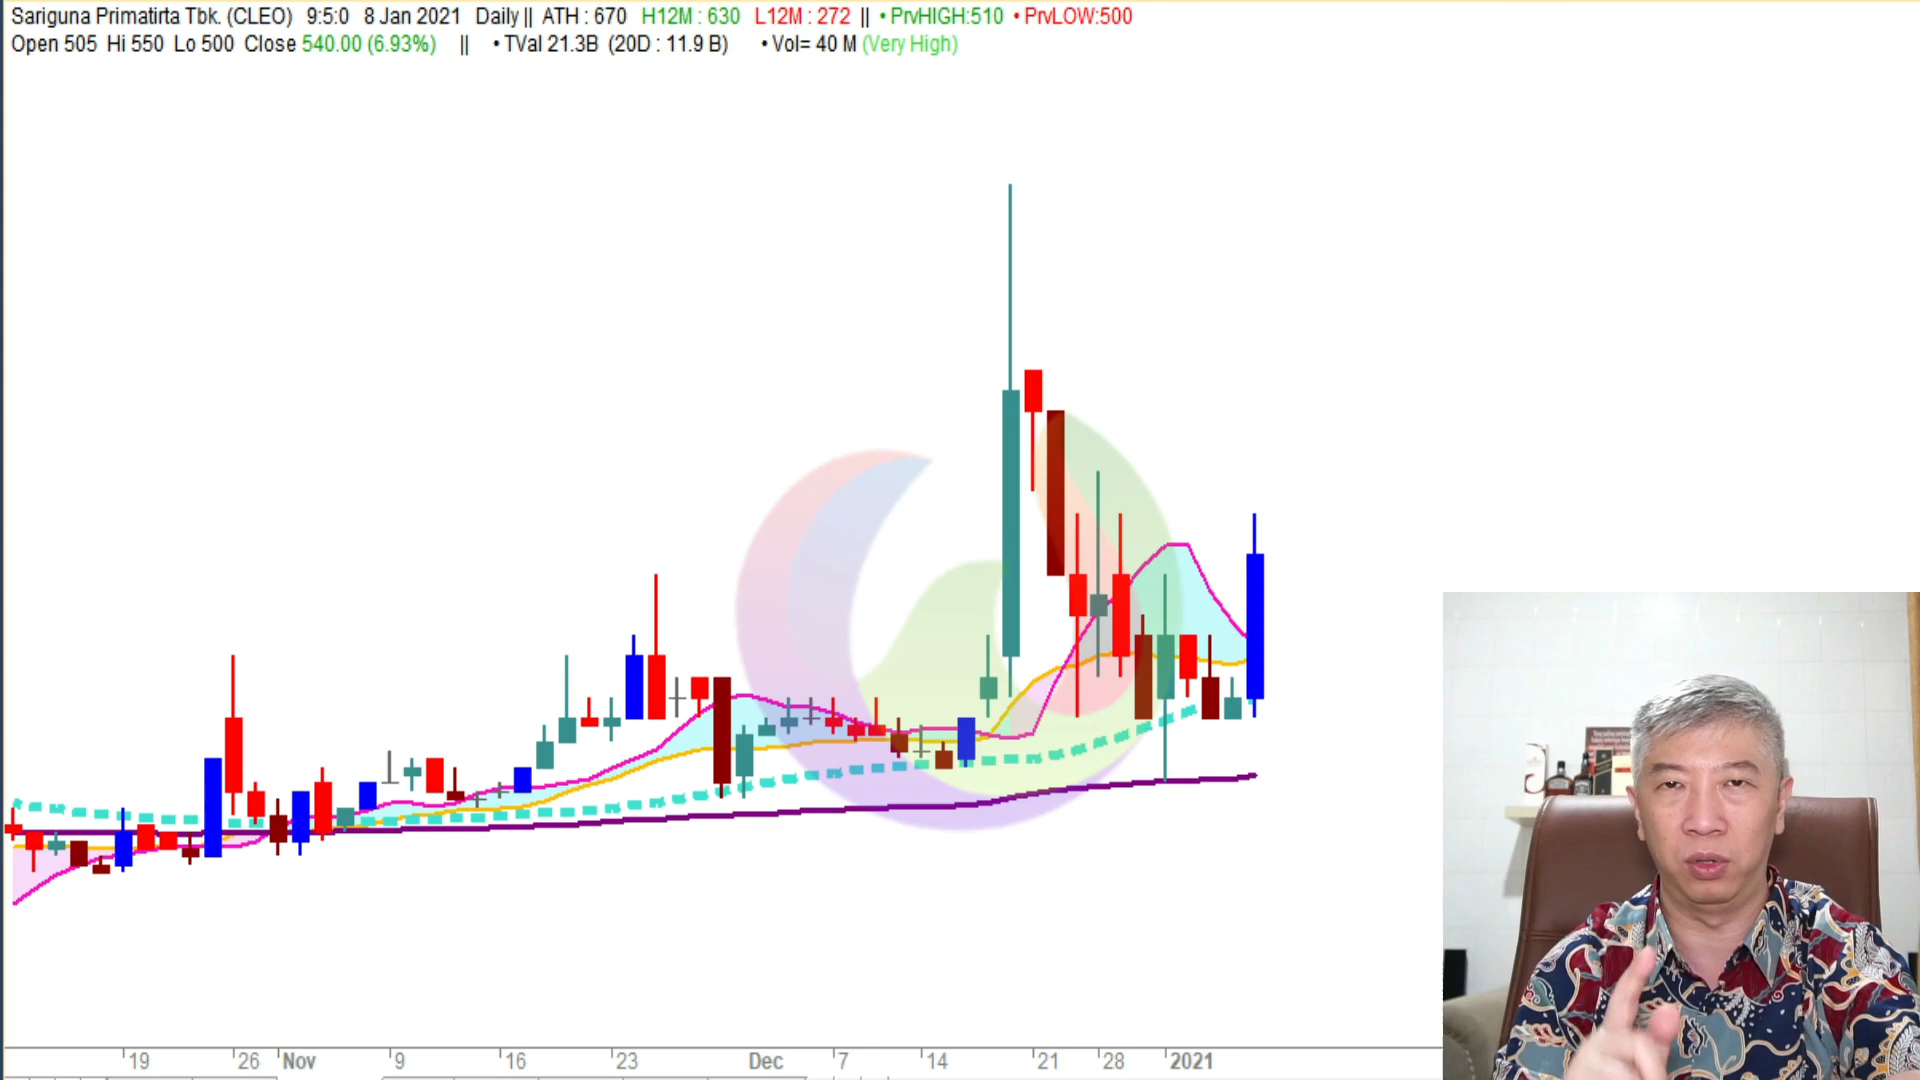 Sariguna Primatirta Tbk. (CLEO) 9:5:0 8 Jan 2021 Daily || ATH : 670 H12M : 630 L12M : 272 || • PrvHIGH:510 • PrvLOW:500
Open 505 Hi 550 Lo 500 Close 540.00 (6.93%) || • TVal 21.3B (20D : 11.9 B) • Vol= 40 M (Very High)
19 26 Nov 9 16 23 Dec 7 14 21 28 2021